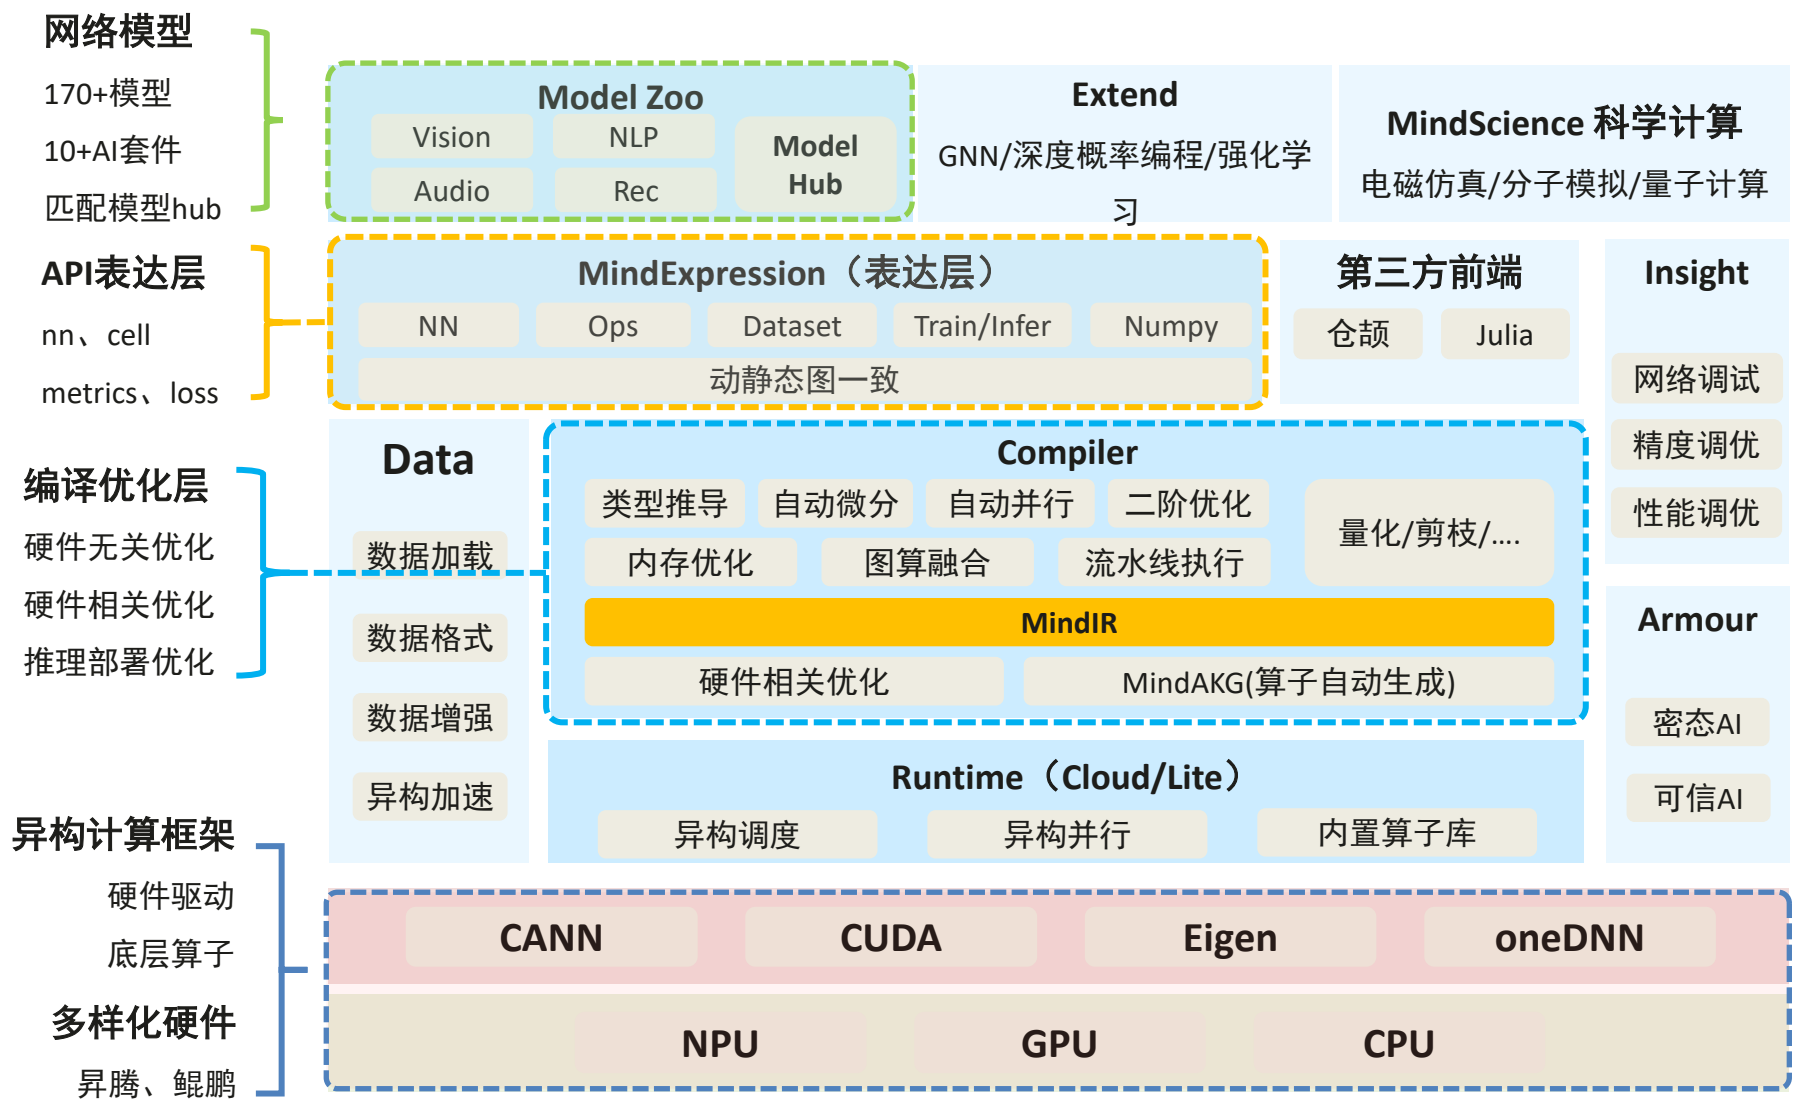 网络模型
170+模型
10+AI套件
匹配模型hub
Model Zoo
Vision
NLP
Audio
Rec
Model
Hub
Extend
GNN/深度概率编程/强化学
习
MindScience 科学计算
电磁仿真/分子模拟/量子计算
API表达层
nn、cell
metrics、loss
MindExpression（表达层）
NN
Ops
Dataset
Train/Infer
Numpy
动静态图一致
第三方前端
仓颉
Julia
Insight
网络调试
精度调优
性能调优
编译优化层
硬件无关优化
硬件相关优化
推理部署优化
Data
数据加载
数据格式
数据增强
异构加速
Compiler
类型推导
自动微分
自动并行
二阶优化
内存优化
图算融合
流水线执行
量化/剪枝/....
MindIR
硬件相关优化
MindAKG(算子自动生成)
Armour
密态AI
可信AI
Runtime（Cloud/Lite）
异构调度
异构并行
内置算子库
异构计算框架
硬件驱动
底层算子
多样化硬件
昇腾、鲲鹏
CANN
CUDA
Eigen
oneDNN
NPU
GPU
CPU